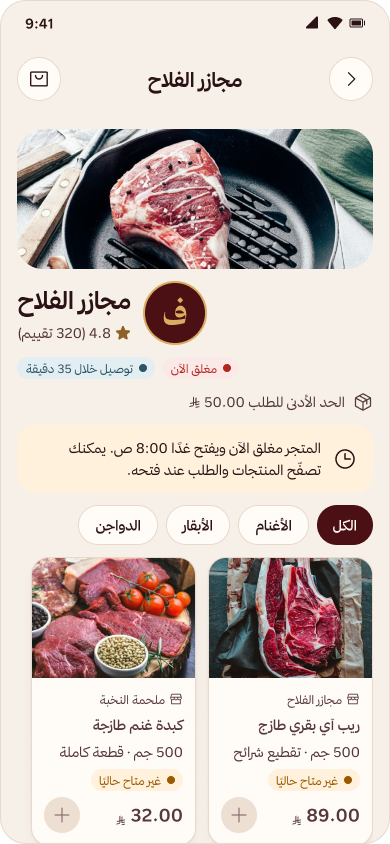 9:41
مجازر الفلاح
ف
مجازر الفلاح
4.8 (320 تقييم)
مغلق الآن
توصيل خلال 35 دقيقة
الحد الأدنى للطلب 50.00
المتجر مغلق الآن ويفتح غدًا 8:00 ص. يمكنك
تصفّح المنتجات والطلب عند فتحه.
الكل
الأغنام
الأبقار
الدواجن
مجازر الفلاح
ريب آي بقري طازج
500 جم · تقطيع شرائح
غير متاح حاليًا
89.00
ملحمة النخبة
كبدة غنم طازجة
500 جم · قطعة كاملة
غير متاح حاليًا
32.00